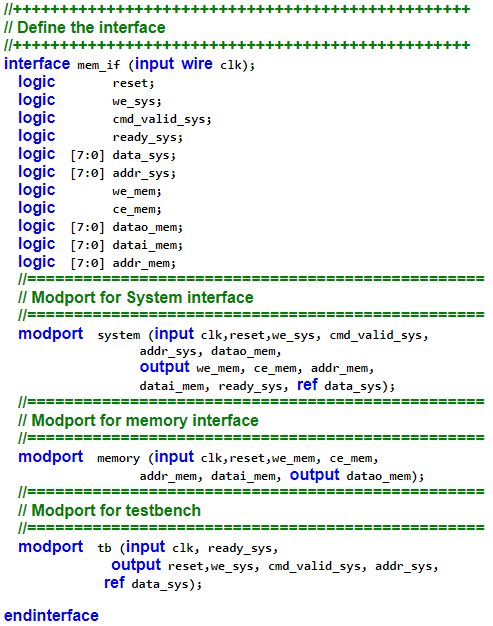 //+++++++++++++++++++++++++++++++++++++++++++++++++
// Define the interface
//+++++++++++++++++++++++++++++++++++++++++++++++++
interface mem_if (input wire clk);
  logic        reset;
  logic        we_sys;
  logic        cmd_valid_sys;
  logic        ready_sys;
  logic  [7:0] data_sys;
  logic  [7:0] addr_sys;
  logic        we_mem;
  logic        ce_mem;
  logic  [7:0] datao_mem;
  logic  [7:0] datai_mem;
  logic  [7:0] addr_mem;
  //=================================================
  // Modport for System interface
  //=================================================
  modport  system (input clk,reset,we_sys, cmd_valid_sys,
                   addr_sys, datao_mem,
                   output we_mem, ce_mem, addr_mem,
                   datai_mem, ready_sys, ref data_sys);
  //=================================================
  // Modport for memory interface
  //=================================================
  modport  memory (input clk,reset,we_mem, ce_mem,
                   addr_mem, datai_mem, output datao_mem);
  //=================================================
  // Modport for testbench
  //=================================================
  modport  tb (input clk, ready_sys,
               output reset,we_sys, cmd_valid_sys, addr_sys,
              ref data_sys);
endinterface